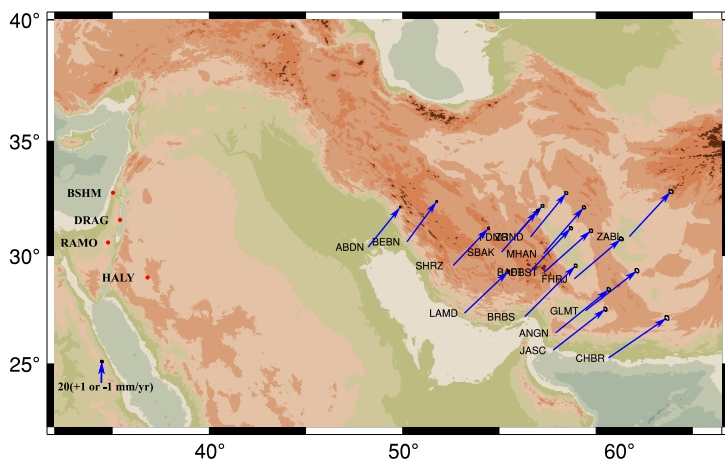 40°
35°
30°
25°
40°
50°
60°
BSHM
DRAG
RAMO
HALY
20(+1 or -1 mm/yr)
ABDN
BEBN
SHRZ
SBAK
ZABL
MHAN
FHRJ
LAMD
BRBS
GLMT
ANGN
JASC
CHBR